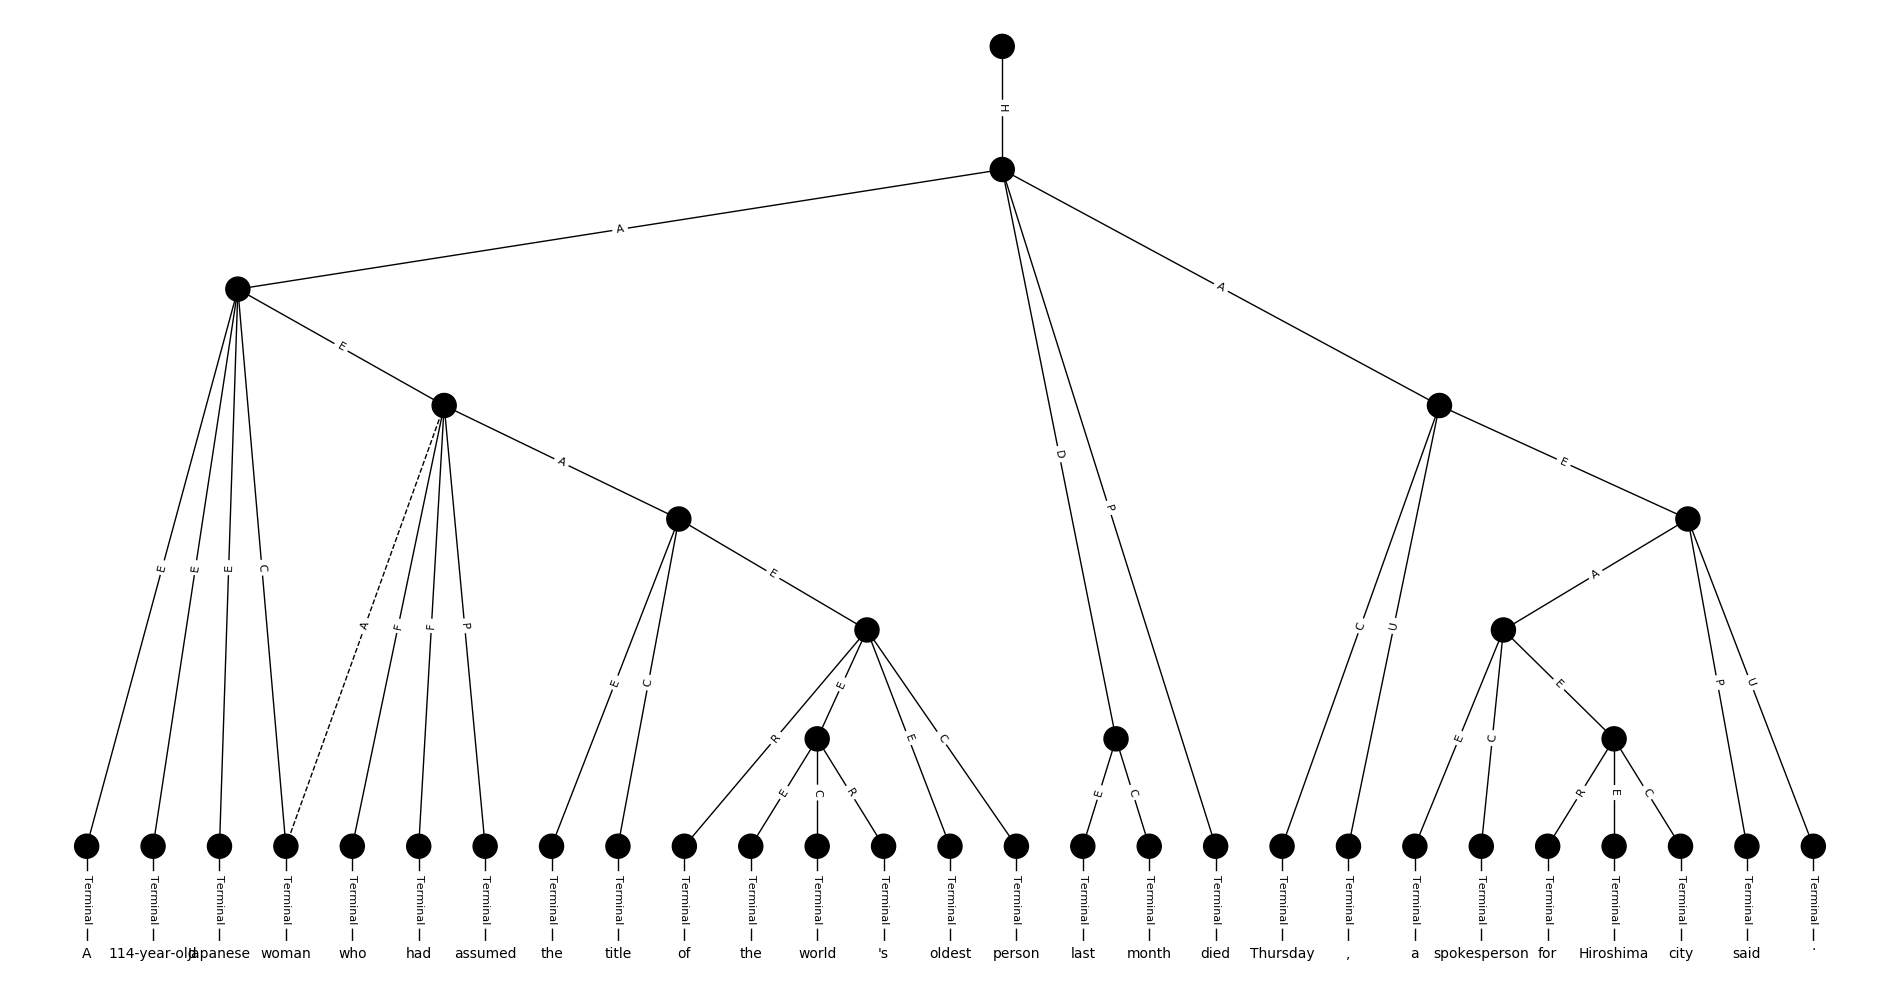 H
A
A
E
D
P
E
A
E
E
E
E
C
A
F
F
P
E
C
R
E
E
C
R
E
C
E
C
C
U
A
E
C
E
R
E
C
P
U
Terminal Terminal Terminal Terminal Terminal Terminal Terminal Terminal Terminal Terminal Terminal Terminal Terminal Terminal Terminal Terminal Terminal Terminal Terminal Terminal Terminal Terminal Terminal Terminal Terminal Terminal Terminal
A 114-year-old Japanese woman who had assumed the title of the world 's oldest person last month died Thursday , a spokesperson for Hiroshima city said .